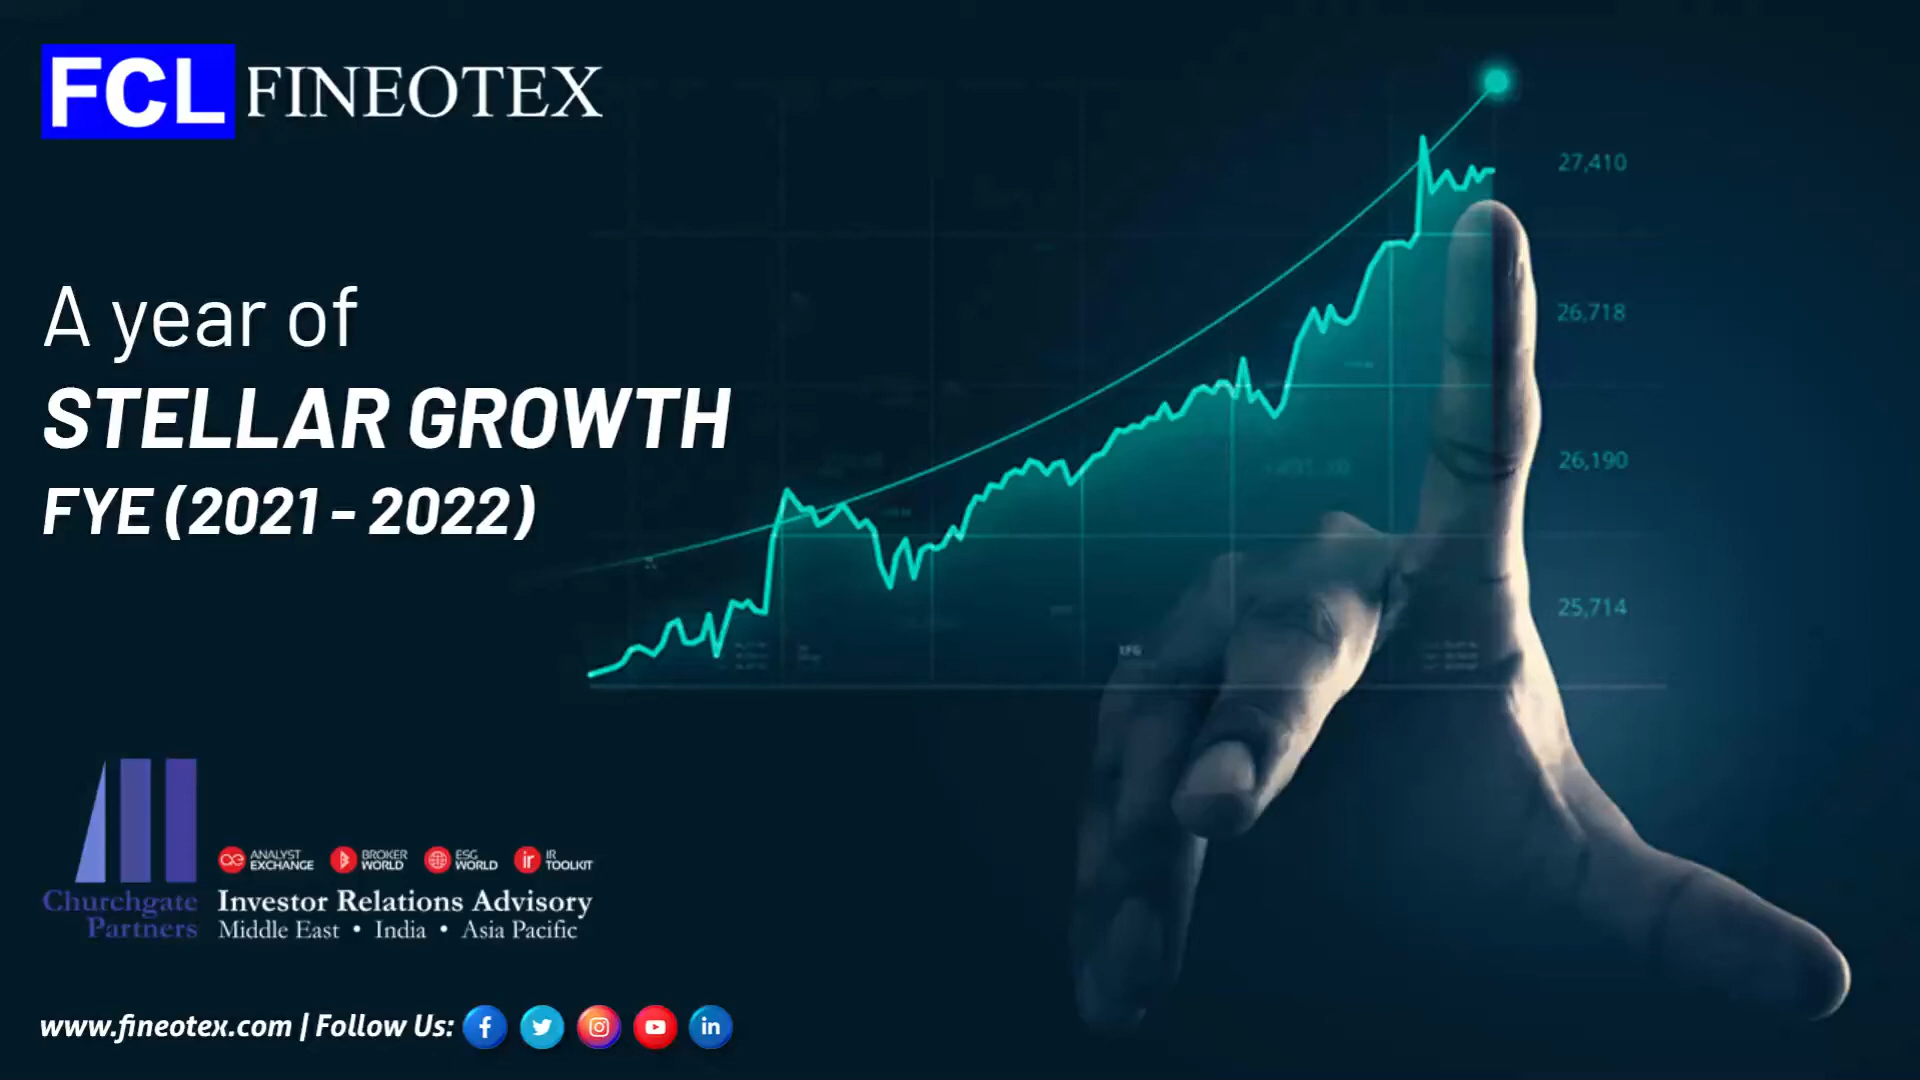 FCL FINEOTEX
A year of
STELLAR GROWTH
FYE (2021 - 2022)
27,410
26,718
26,190
25,714
ANALYST EXCHANGE
BROKER WORLD
ESG WORLD
ir IR TOOLKIT
Churchgate Partners
Investor Relations Advisory
Middle East • India • Asia Pacific
www.fineotex.com | Follow Us: